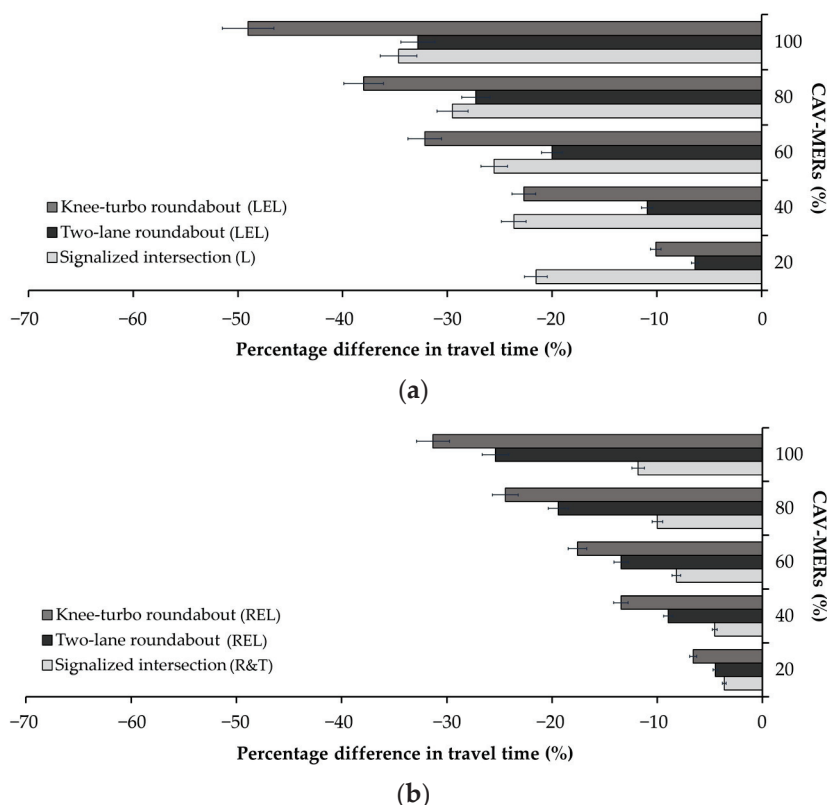 100
80
60
40
20
CAV-MERs (%)
Knee-turbo roundabout (LEL)
Two-lane roundabout (LEL)
Signalized intersection (L)
−70 −60 −50 −40 −30 −20 −10 0
Percentage difference in travel time (%)
(a)
100
80
60
40
20
CAV-MERs (%)
Knee-turbo roundabout (REL)
Two-lane roundabout (REL)
Signalized intersection (R&T)
−70 −60 −50 −40 −30 −20 −10 0
Percentage difference in travel time (%)
(b)